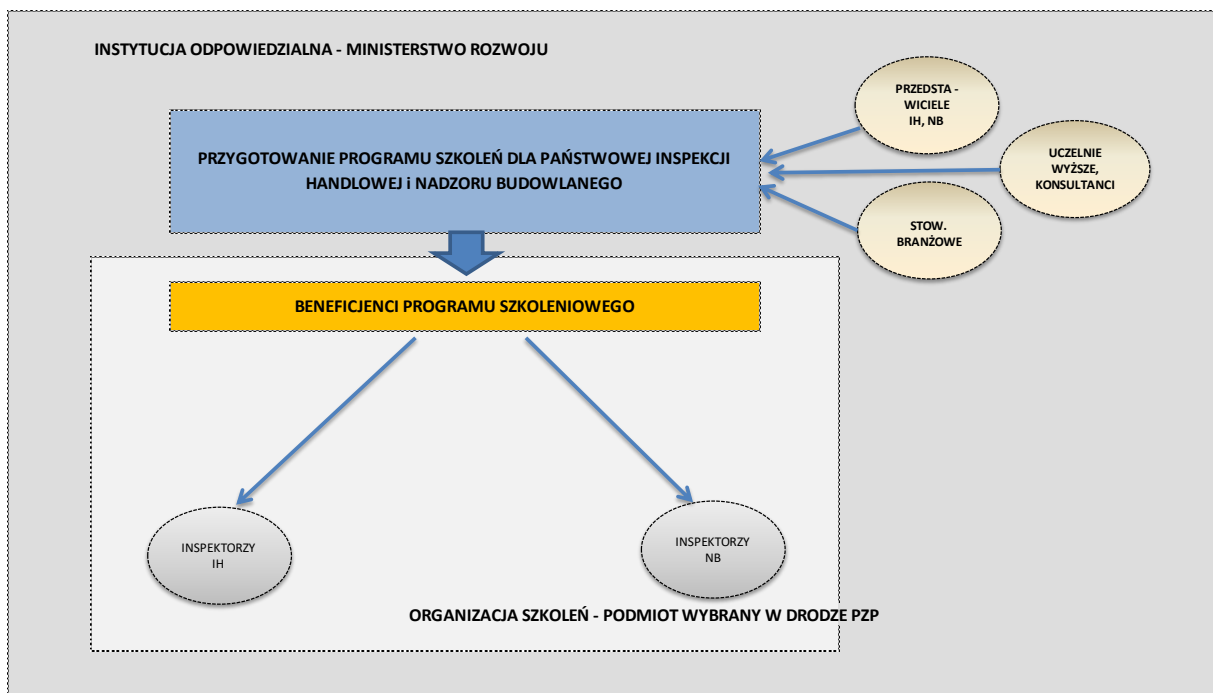 INSTYTUCJA ODPOWIEDZIALNA - MINISTERSTWO ROZWOJU
PRZEDSTA -
WICIELE
IH, NB
PRZYGOTOWANIE PROGRAMU SZKOLEŃ DLA PAŃSTWOWEJ INSPEKCJI
HANDLOWEJ i NADZORU BUDOWLANEGO
UCZELNIE
WYŻSZE,
KONSULTANCI
STOW.
BRANŻOWE
BENEFICJENCI PROGRAMU SZKOLENIOWEGO
INSPEKTORZY
IH
INSPEKTORZY
NB
ORGANIZACJA SZKOLEŃ - PODMIOT WYBRANY W DRODZE PZP